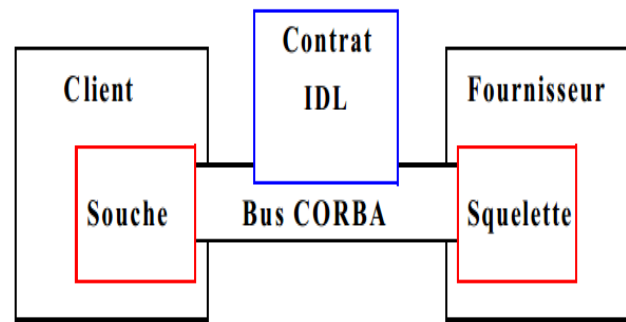 Contrat
IDL
Client
Fournisseur
Souche
Bus CORBA
Squelette